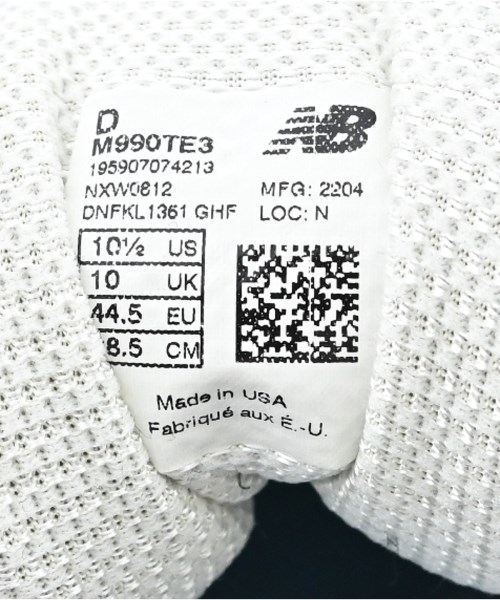 D
M990TE3
195907074213
NXW0812
MFG: 2204
DNFKL1361 GHF
LOC: N
10½ US
10 UK
44.5 EU
8.5 CM
Made in USA
Fabriqué aux É.-U.